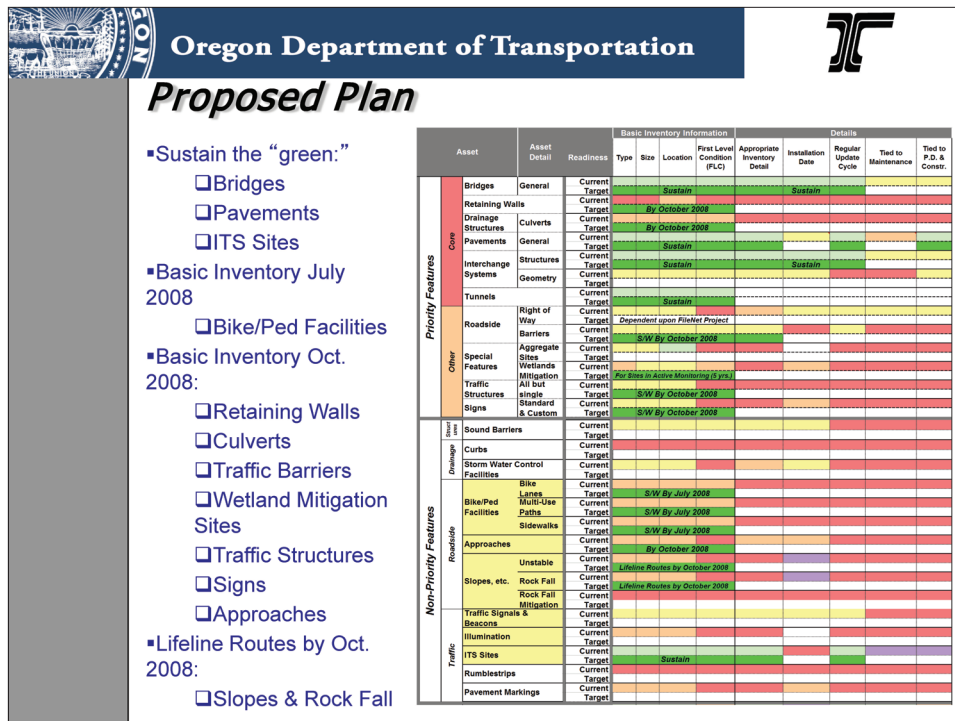 GON
Oregon Department of Transportation
Proposed Plan
▪Sustain the “green:”
❑Bridges
❑Pavements
❑ITS Sites
▪Basic Inventory July
2008
❑Bike/Ped Facilities
▪Basic Inventory Oct.
2008:
❑Retaining Walls
❑Culverts
❑Traffic Barriers
❑Wetland Mitigation
Sites
❑Traffic Structures
❑Signs
❑Approaches
▪Lifeline Routes by Oct.
2008:
❑Slopes & Rock Fall
Basic Inventory Information Details
Asset Asset Detail Readiness Type Size Location First Level Condition (FLC) Appropriate Inventory Detail Installation Date Regular Update Cycle Tied to Maintenance Tied to P.D. & Constr.
Priority Features
Core
Bridges General Current
Target Sustain Sustain
Retaining Walls Current
Target By October 2008
Drainage Structures Culverts Current
Target By October 2008
Pavements General Current
Target Sustain
Interchange Systems Structures Current
Target Sustain Sustain
Geometry Current
Target
Tunnels Current
Target Sustain
Other
Roadside Right of Way Current
Target Dependent upon FileNet Project
Barriers Current
Target S/W By October 2008
Special Features Aggregate Sites Current
Target
Wetlands Mitigation Current
Target For Sites in Active Monitoring (5 yrs.)
Traffic Structures All but single Current
Target S/W By October 2008
Signs Standard & Custom Current
Target S/W By October 2008
Non-Priority Features
Structures
Sound Barriers Current
Target
Drainage
Curbs Current
Target
Storm Water Control Facilities Current
Target
Roadside
Bike/Ped Facilities Bike Lanes Current
Target S/W By July 2008
Multi-Use Paths Current
Target S/W By July 2008
Sidewalks Current
Target S/W By July 2008
Approaches Current
Target By October 2008
Slopes, etc. Unstable Current
Target Lifeline Routes by October 2008
Rock Fall Current
Target Lifeline Routes by October 2008
Rock Fall Mitigation Current
Target
Traffic
Traffic Signals & Beacons Current
Target
Illumination Current
Target
ITS Sites Current
Target Sustain
Rumblestrips Current
Target
Pavement Markings Current
Target